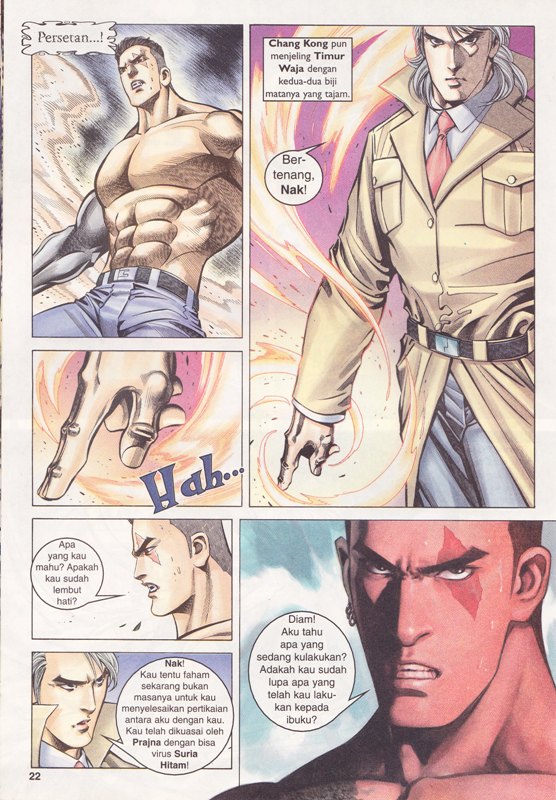 Persetan...!
Chang Kong pun
menjeling Timur
Waja dengan
kedua-dua biji
matanya yang tajam.
Ber-
tenang,
Nak!
Hah...
Apa
yang kau
mahu? Apakah
kau sudah
lembut
hati?
Nak!
Kau tentu faham
sekarang bukan
masanya untuk kau
menyelesaikan pertikaian
antara aku dengan kau.
Kau telah dikuasai oleh
Prajna dengan bisa
virus Suria
Hitam!
Diam!
Aku tahu
apa yang
sedang kulakukan?
Adakah kau sudah
lupa apa yang
telah kau laku-
kan kepada
ibuku?
22